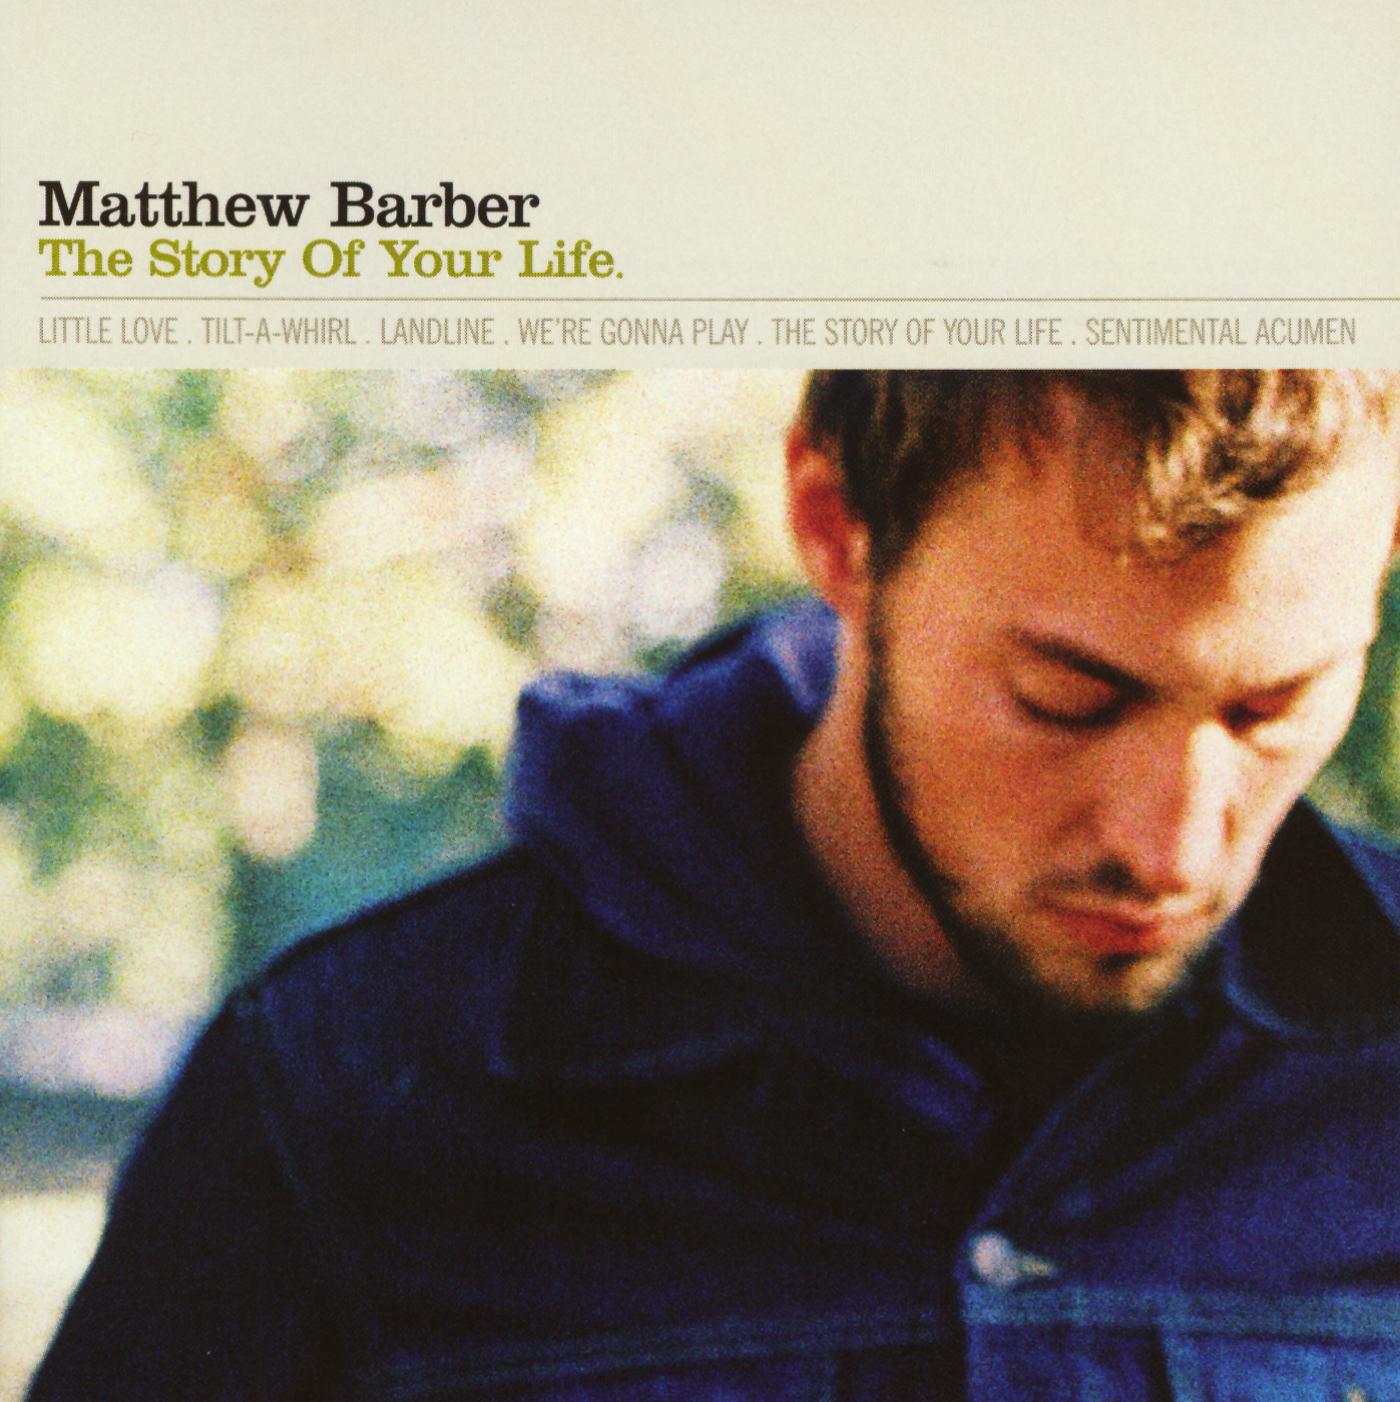 Matthew Barber
The Story Of Your Life.
LITTLE LOVE . TILT-A-WHIRL . LANDLINE . WE'RE GONNA PLAY . THE STORY OF YOUR LIFE . SENTIMENTAL ACUMEN